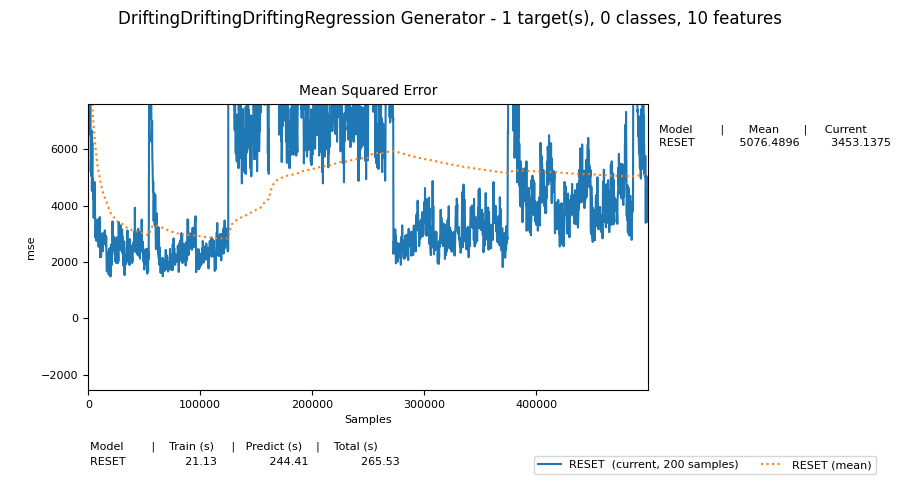 DriftingDriftingDriftingRegression Generator - 1 target(s), 0 classes, 10 features
Mean Squared Error
6000
4000
2000
0
−2000
mse
0 100000 200000 300000 400000
Samples
Model | Mean | Current
RESET 5076.4896 3453.1375
Model | Train (s) | Predict (s) | Total (s)
RESET 21.13 244.41 265.53
RESET (current, 200 samples) RESET (mean)